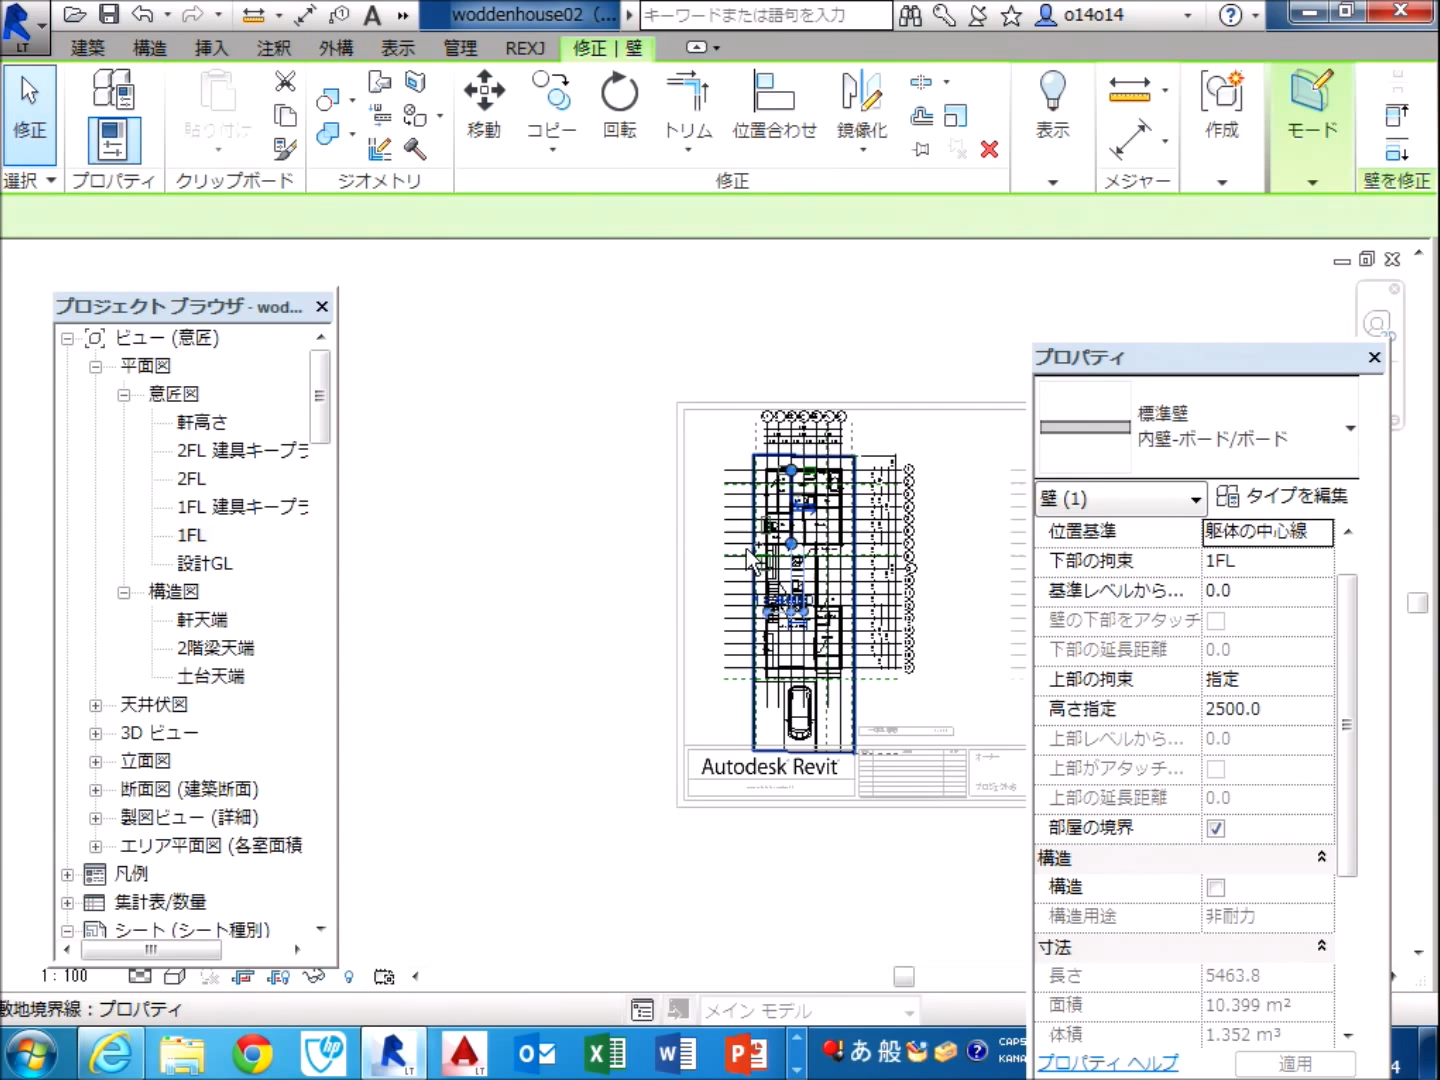 woddenhouse02 (...
キーワードまたは語句を入力
o14o14
LT
建築 構造 挿入 注釈 外構 表示 管理 REXJ 修正 | 壁
修正
貼り付け
移動 コピー 回転 トリム 位置合わせ 鏡像化
表示
作成
モード
選択 プロパティ クリップボード ジオメトリ 修正 メジャー 壁を修正
プロジェクト ブラウザ - wod...
ビュー (意匠)
平面図
意匠図
軒高さ
2FL 建具キープラ
2FL
1FL 建具キープラ
1FL
設計GL
構造図
軒天端
2階梁天端
土台天端
天井伏図
3D ビュー
立面図
断面図 (建築断面)
製図ビュー (詳細)
エリア平面図 (各室面積
凡例
集計表/数量
シート (シート種別)
Autodesk Revit
プロパティ
標準壁
内壁-ボード/ボード
壁 (1) タイプを編集
位置基準 躯体の中心線
下部の拘束 1FL
基準レベルから... 0.0
壁の下部をアタッチ
下部の延長距離 0.0
上部の拘束 指定
高さ指定 2500.0
上部レベルから... 0.0
上部がアタッチ...
上部の延長距離 0.0
部屋の境界
構造
構造
構造用途 非耐力
寸法
長さ 5463.8
面積 10.399 m²
体積 1.352 m³
プロパティ ヘルプ 適用
1 : 100
敷地境界線 : プロパティ
メイン モデル
あ 般
CAPS
KANA
4